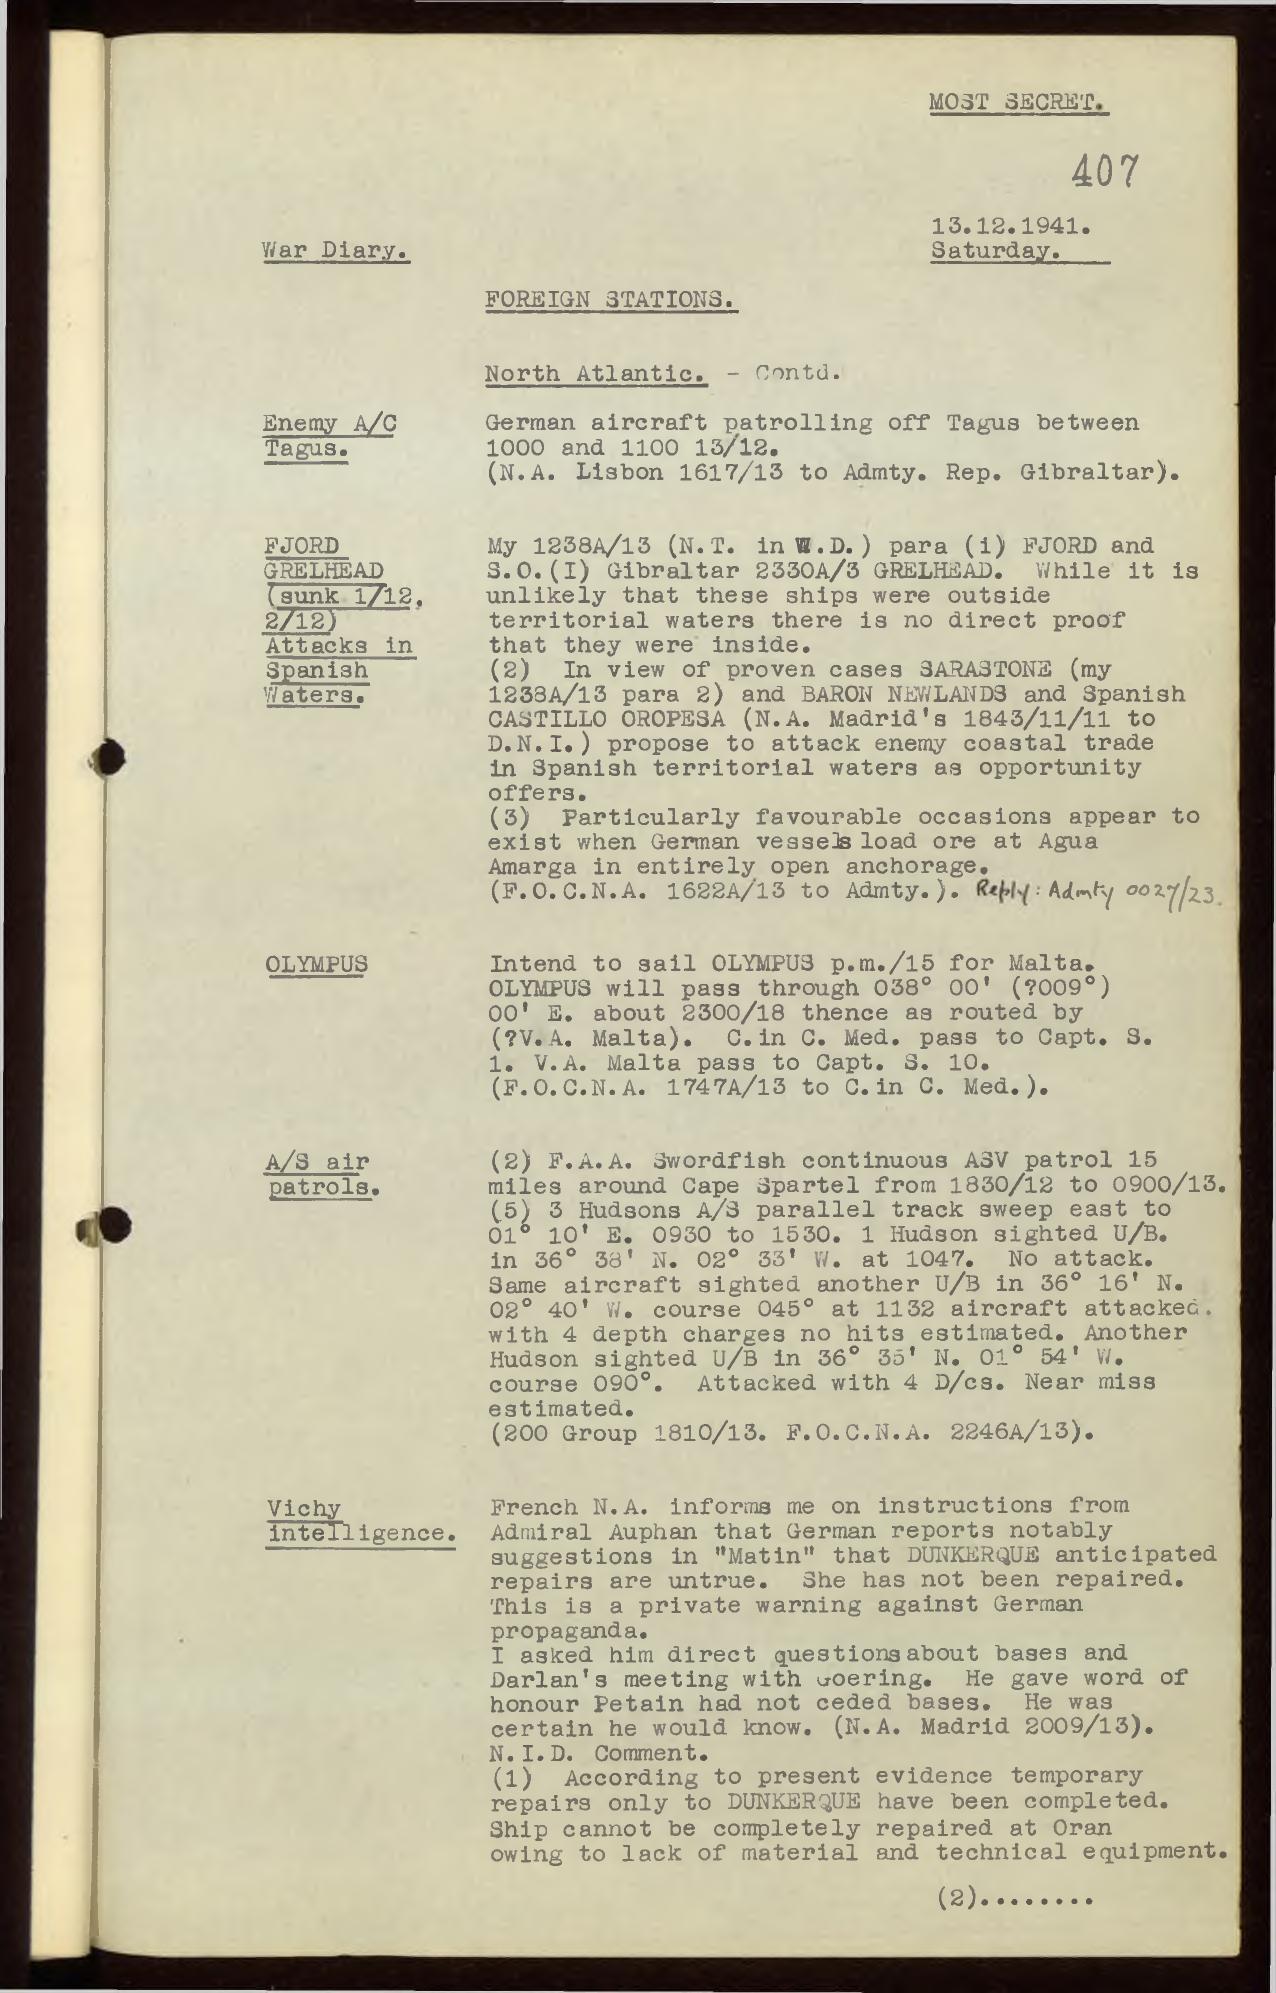 MOST SECRET.
407
13.12.1941.
War Diary.
Saturday.
FOREIGN STATIONS.
North Atlantic. - Contd.
Enemy A/C
Tagus.
German aircraft patrolling off Tagus between
1000 and 1100 13/12.
(N.A. Lisbon 1617/13 to Admty. Rep. Gibraltar).
FJORD
GRELHEAD
(sunk 1/12,
2/12)
Attacks in
Spanish
Waters.
My 1238A/13 (N.T. in W.D.) para (i) FJORD and
S.O.(I) Gibraltar 2330A/3 GRELHEAD. While it is
unlikely that these ships were outside
territorial waters there is no direct proof
that they were inside.
(2) In view of proven cases SARASTONE (my
1238A/13 para 2) and BARON NEWLANDS and Spanish
CASTILLO OROPESA (N.A. Madrid's 1843/11/11 to
D.N.I.) propose to attack enemy coastal trade
in Spanish territorial waters as opportunity
offers.
(3) Particularly favourable occasions appear to
exist when German vessels load ore at Agua
Amarga in entirely open anchorage.
(F.O.C.N.A. 1622A/13 to Admty.). Reply: Admty 0027/23.
OLYMPUS
Intend to sail OLYMPUS p.m./15 for Malta.
OLYMPUS will pass through 038° 00' (?009°)
00' E. about 2300/18 thence as routed by
(?V.A. Malta). C.in C. Med. pass to Capt. S.
1. V.A. Malta pass to Capt. S. 10.
(F.O.C.N.A. 1747A/13 to C.in C. Med.).
A/S air
patrols.
(2) F.A.A. Swordfish continuous ASV patrol 15
miles around Cape Spartel from 1830/12 to 0900/13.
(5) 3 Hudsons A/S parallel track sweep east to
01° 10' E. 0930 to 1530. 1 Hudson sighted U/B.
in 36° 38' N. 02° 33' W. at 1047. No attack.
Same aircraft sighted another U/B in 36° 16' N.
02° 40' W. course 045° at 1132 aircraft attacked.
with 4 depth charges no hits estimated. Another
Hudson sighted U/B in 36° 35' N. 01° 54' W.
course 090°. Attacked with 4 D/cs. Near miss
estimated.
(200 Group 1810/13. F.O.C.N.A. 2246A/13).
Vichy
intelligence.
French N.A. informs me on instructions from
Admiral Auphan that German reports notably
suggestions in "Matin" that DUNKERQUE anticipated
repairs are untrue. She has not been repaired.
This is a private warning against German
propaganda.
I asked him direct questions about bases and
Darlan's meeting with Goering. He gave word of
honour Petain had not ceded bases. He was
certain he would know. (N.A. Madrid 2009/13).
N.I.D. Comment.
(1) According to present evidence temporary
repairs only to DUNKERQUE have been completed.
Ship cannot be completely repaired at Oran
owing to lack of material and technical equipment.
(2)........